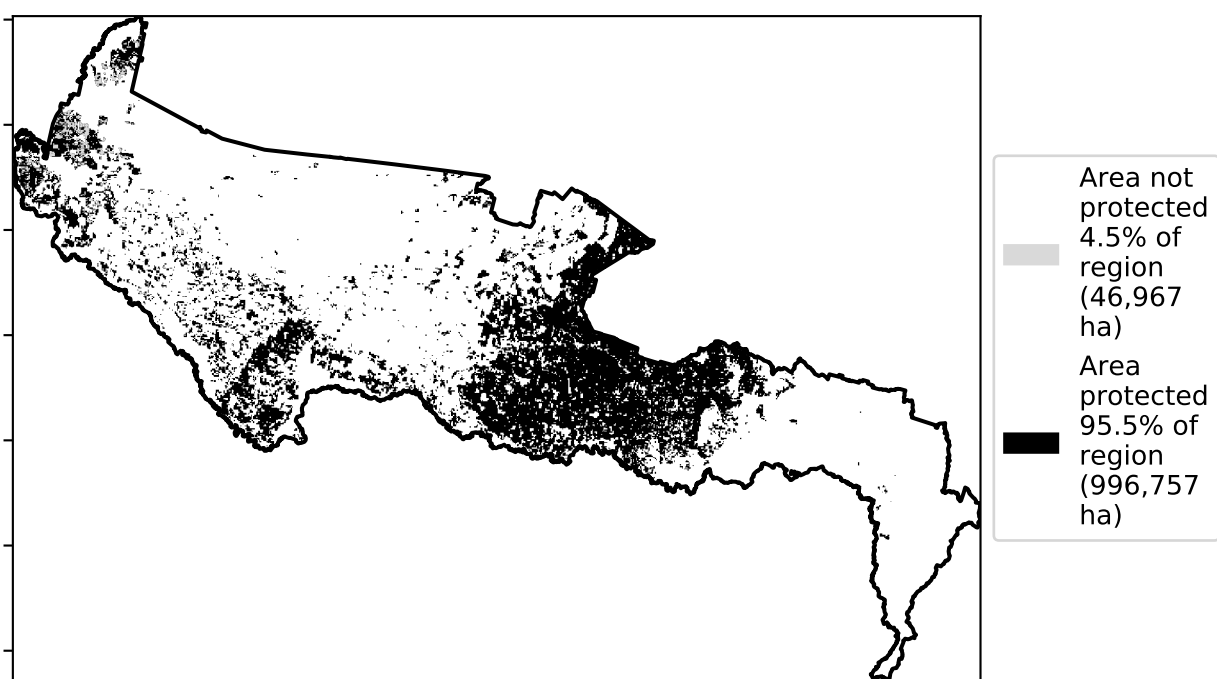 Area not
protected
4.5% of
region
(46,967
ha)
Area
protected
95.5% of
region
(996,757
ha)